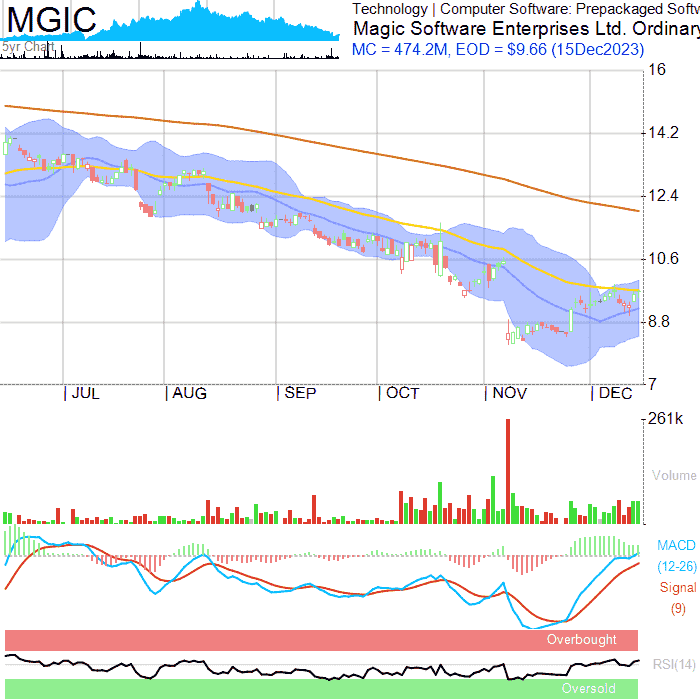 MGIC
5yr Chart
Technology | Computer Software: Prepackaged Softw
Magic Software Enterprises Ltd. Ordinary
MC = 474.2M, EOD = $9.66 (15Dec2023)
16
14.2
12.4
10.6
8.8
7
JUL
AUG
SEP
OCT
NOV
DEC
261k
Volume
MACD
(12-26)
Signal
(9)
Overbought
RSI(14)
Oversold